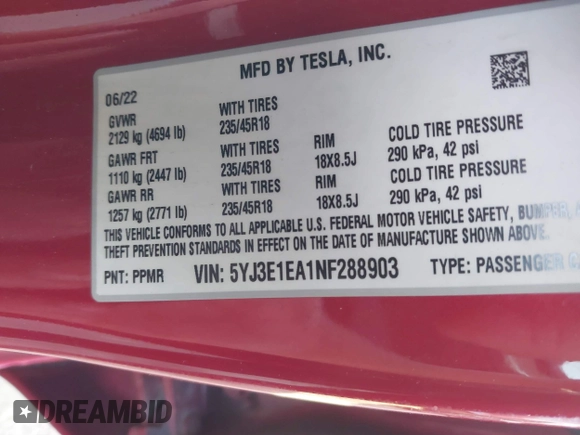 MFD BY TESLA, INC.
06/22
GVWR WITH TIRES
2129 kg (4694 lb) 235/45R18
GAWR FRT WITH TIRES RIM COLD TIRE PRESSURE
1110 kg (2447 lb) 235/45R18 18X8.5J 290 kPa, 42 psi
GAWR RR WITH TIRES RIM COLD TIRE PRESSURE
1257 kg (2771 lb) 235/45R18 18X8.5J 290 kPa, 42 psi
THIS VEHICLE CONFORMS TO ALL APPLICABLE U.S. FEDERAL MOTOR VEHICLE SAFETY, BUMPER,
THEFT PREVENTION STANDARDS IN EFFECT ON THE DATE OF MANUFACTURE SHOWN ABOVE.
PNT: PPMR VIN: 5YJ3E1EA1NF288903 TYPE: PASSENGER
DREAMBID